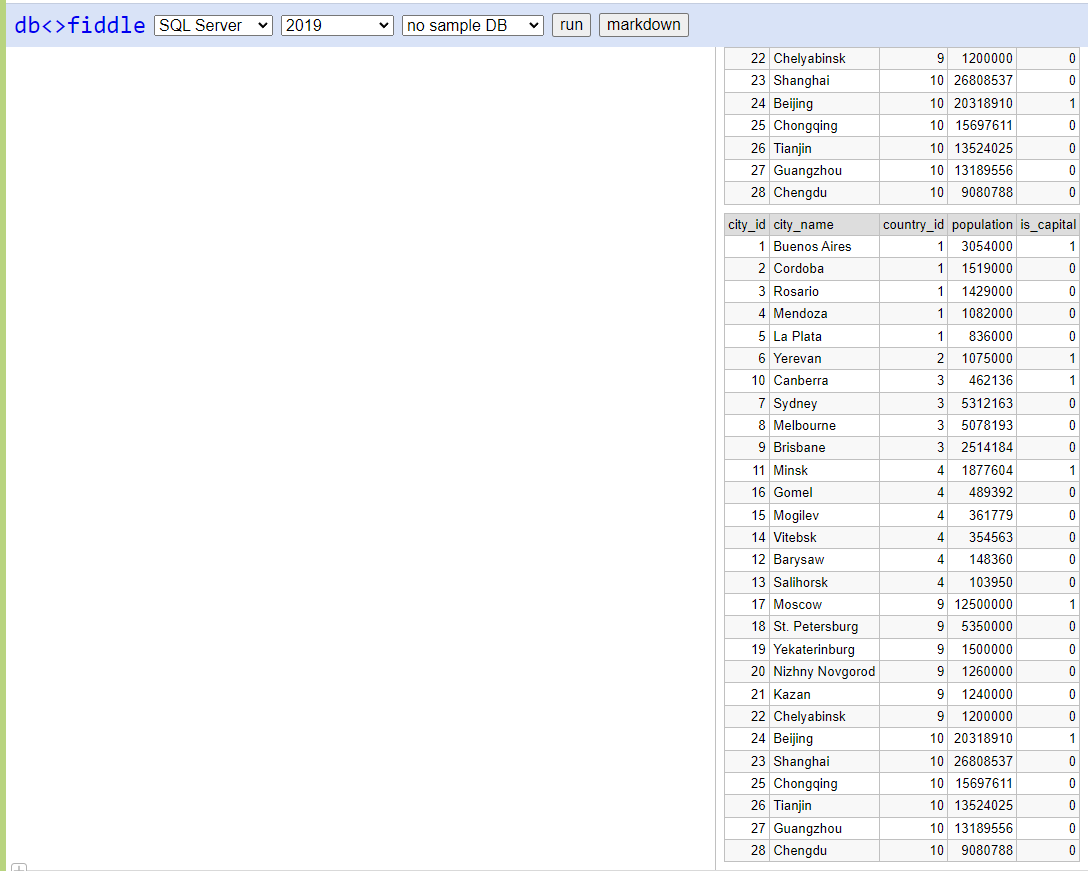 db<>fiddle SQL Server 2019 no sample DB run markdown
22 Chelyabinsk 9 1200000 0
23 Shanghai 10 26808537 0
24 Beijing 10 20318910 1
25 Chongqing 10 15697611 0
26 Tianjin 10 13524025 0
27 Guangzhou 10 13189556 0
28 Chengdu 10 9080788 0
city_id city_name country_id population is_capital
1 Buenos Aires 1 3054000 1
2 Cordoba 1 1519000 0
3 Rosario 1 1429000 0
4 Mendoza 1 1082000 0
5 La Plata 1 836000 0
6 Yerevan 2 1075000 1
10 Canberra 3 462136 1
7 Sydney 3 5312163 0
8 Melbourne 3 5078193 0
9 Brisbane 3 2514184 0
11 Minsk 4 1877604 1
16 Gomel 4 489392 0
15 Mogilev 4 361779 0
14 Vitebsk 4 354563 0
12 Barysaw 4 148360 0
13 Salihorsk 4 103950 0
17 Moscow 9 12500000 1
18 St. Petersburg 9 5350000 0
19 Yekaterinburg 9 1500000 0
20 Nizhny Novgorod 9 1260000 0
21 Kazan 9 1240000 0
22 Chelyabinsk 9 1200000 0
24 Beijing 10 20318910 1
23 Shanghai 10 26808537 0
25 Chongqing 10 15697611 0
26 Tianjin 10 13524025 0
27 Guangzhou 10 13189556 0
28 Chengdu 10 9080788 0